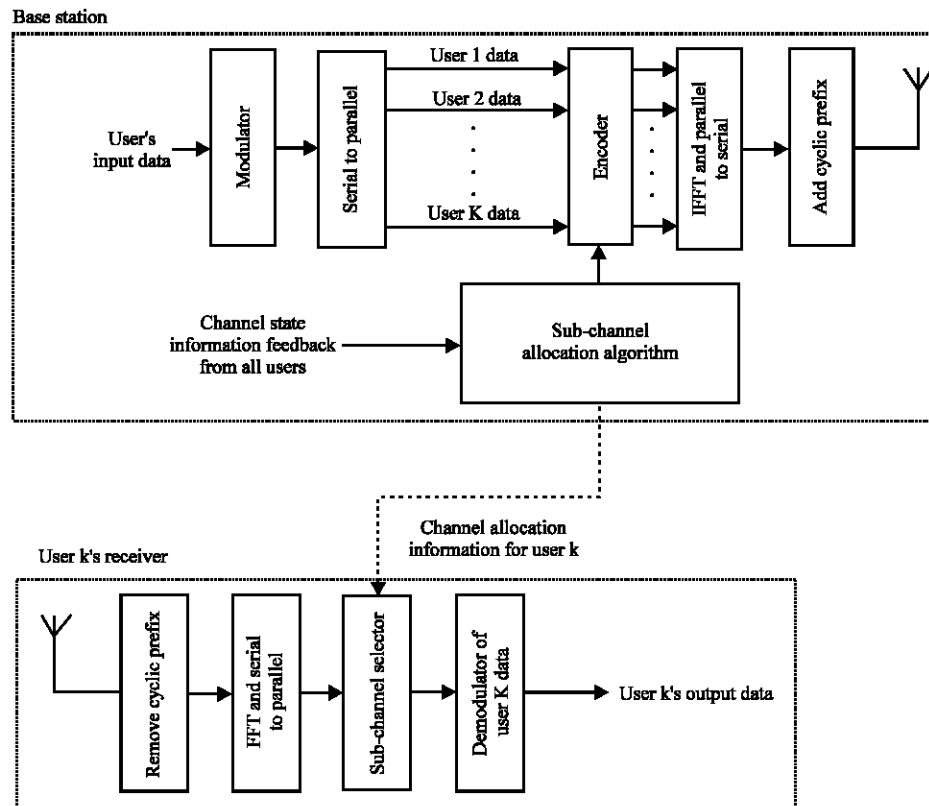 Base station
User's
input data
Modulator
Serial to parallel
User 1 data
User 2 data
User K data
Encoder
IFFT and parallel
to serial
Add cyclic prefix
Channel state
information feedback
from all users
Sub-channel
allocation algorithm
Channel allocation
information for user k
User k's receiver
Remove cyclic prefix
FFT and serial
to parallel
Sub-channel selector
Demodulator of
user K data
User k's output data